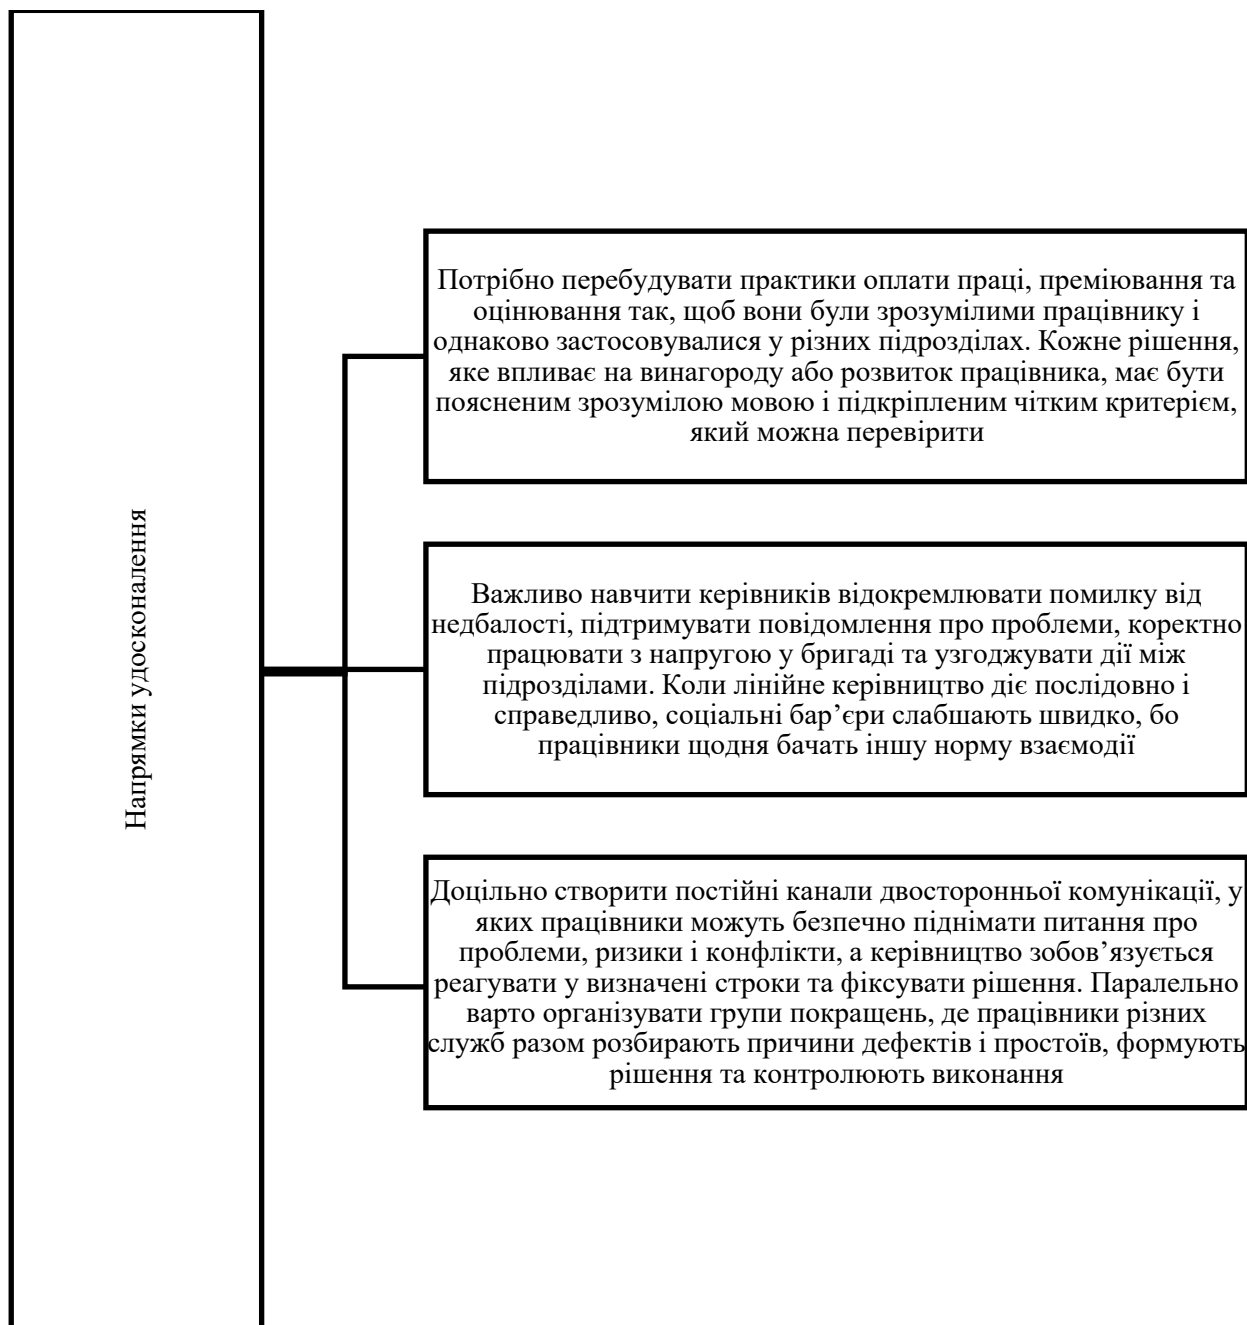 Напрямки удосконалення
Потрібно перебудувати практики оплати праці, преміювання та
оцінювання так, щоб вони були зрозумілими працівнику і
однаково застосовувалися у різних підрозділах. Кожне рішення,
яке впливає на винагороду або розвиток працівника, має бути
поясненим зрозумілою мовою і підкріпленим чітким критерієм,
який можна перевірити
Важливо навчити керівників відокремлювати помилку від
недбалості, підтримувати повідомлення про проблеми, коректно
працювати з напругою у бригаді та узгоджувати дії між
підрозділами. Коли лінійне керівництво діє послідовно і
справедливо, соціальні бар’єри слабшають швидко, бо
працівники щодня бачать іншу норму взаємодії
Доцільно створити постійні канали двосторонньої комунікації, у
яких працівники можуть безпечно піднімати питання про
проблеми, ризики і конфлікти, а керівництво зобов’язується
реагувати у визначені строки та фіксувати рішення. Паралельно
варто організувати групи покращень, де працівники різних
служб разом розбирають причини дефектів і простоїв, формують
рішення та контролюють виконання